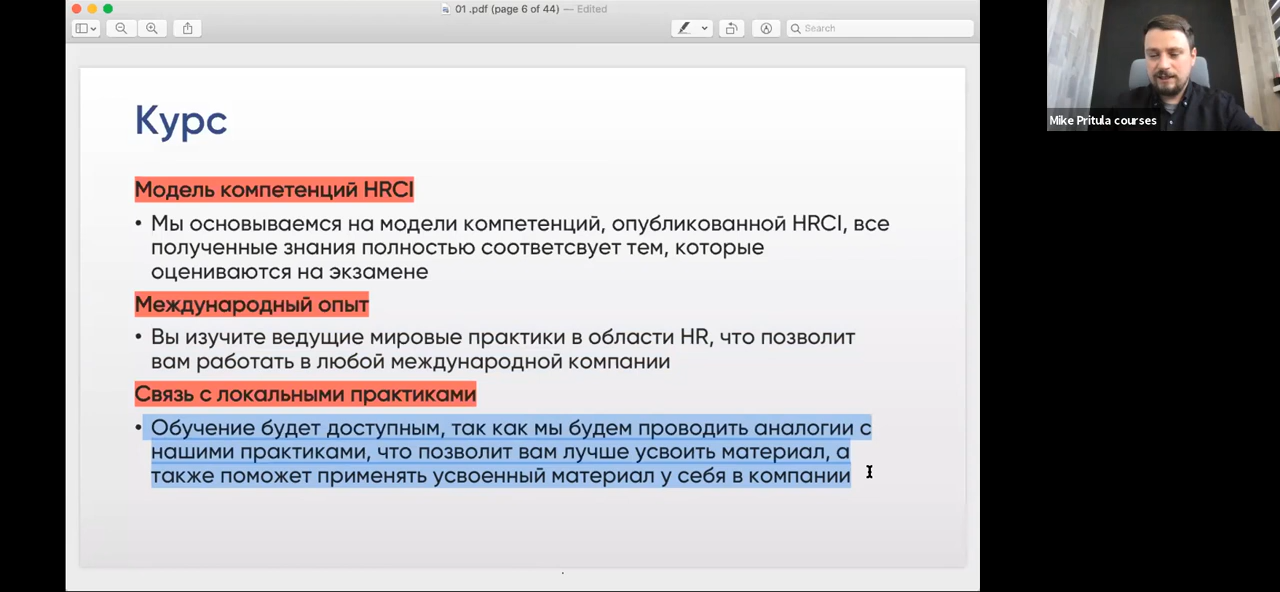 01 .pdf (page 6 of 44) — Edited
Search
Курс
Модель компетенций HRCI
• Мы основываемся на модели компетенций, опубликованной HRCI, все
полученные знания полностью соответсвует тем, которые
оцениваются на экзамене
Международный опыт
• Вы изучите ведущие мировые практики в области HR, что позволит
вам работать в любой международной компании
Связь с локальными практиками
• Обучение будет доступным, так как мы будем проводить аналогии с
нашими практиками, что позволит вам лучше усвоить материал, а
также поможет применять усвоенный материал у себя в компании
Mike Pritula courses